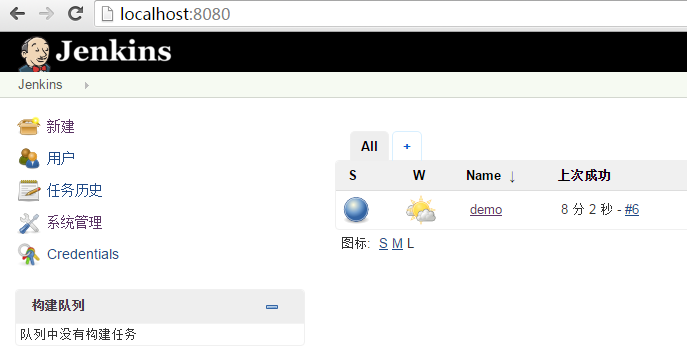 localhost:8080
Jenkins
Jenkins
新建
用户
任务历史
系统管理
Credentials
构建队列
队列中没有构建任务
All +
S W Name ↓ 上次成功
demo 8 分 2 秒 - #6
图标: S M L